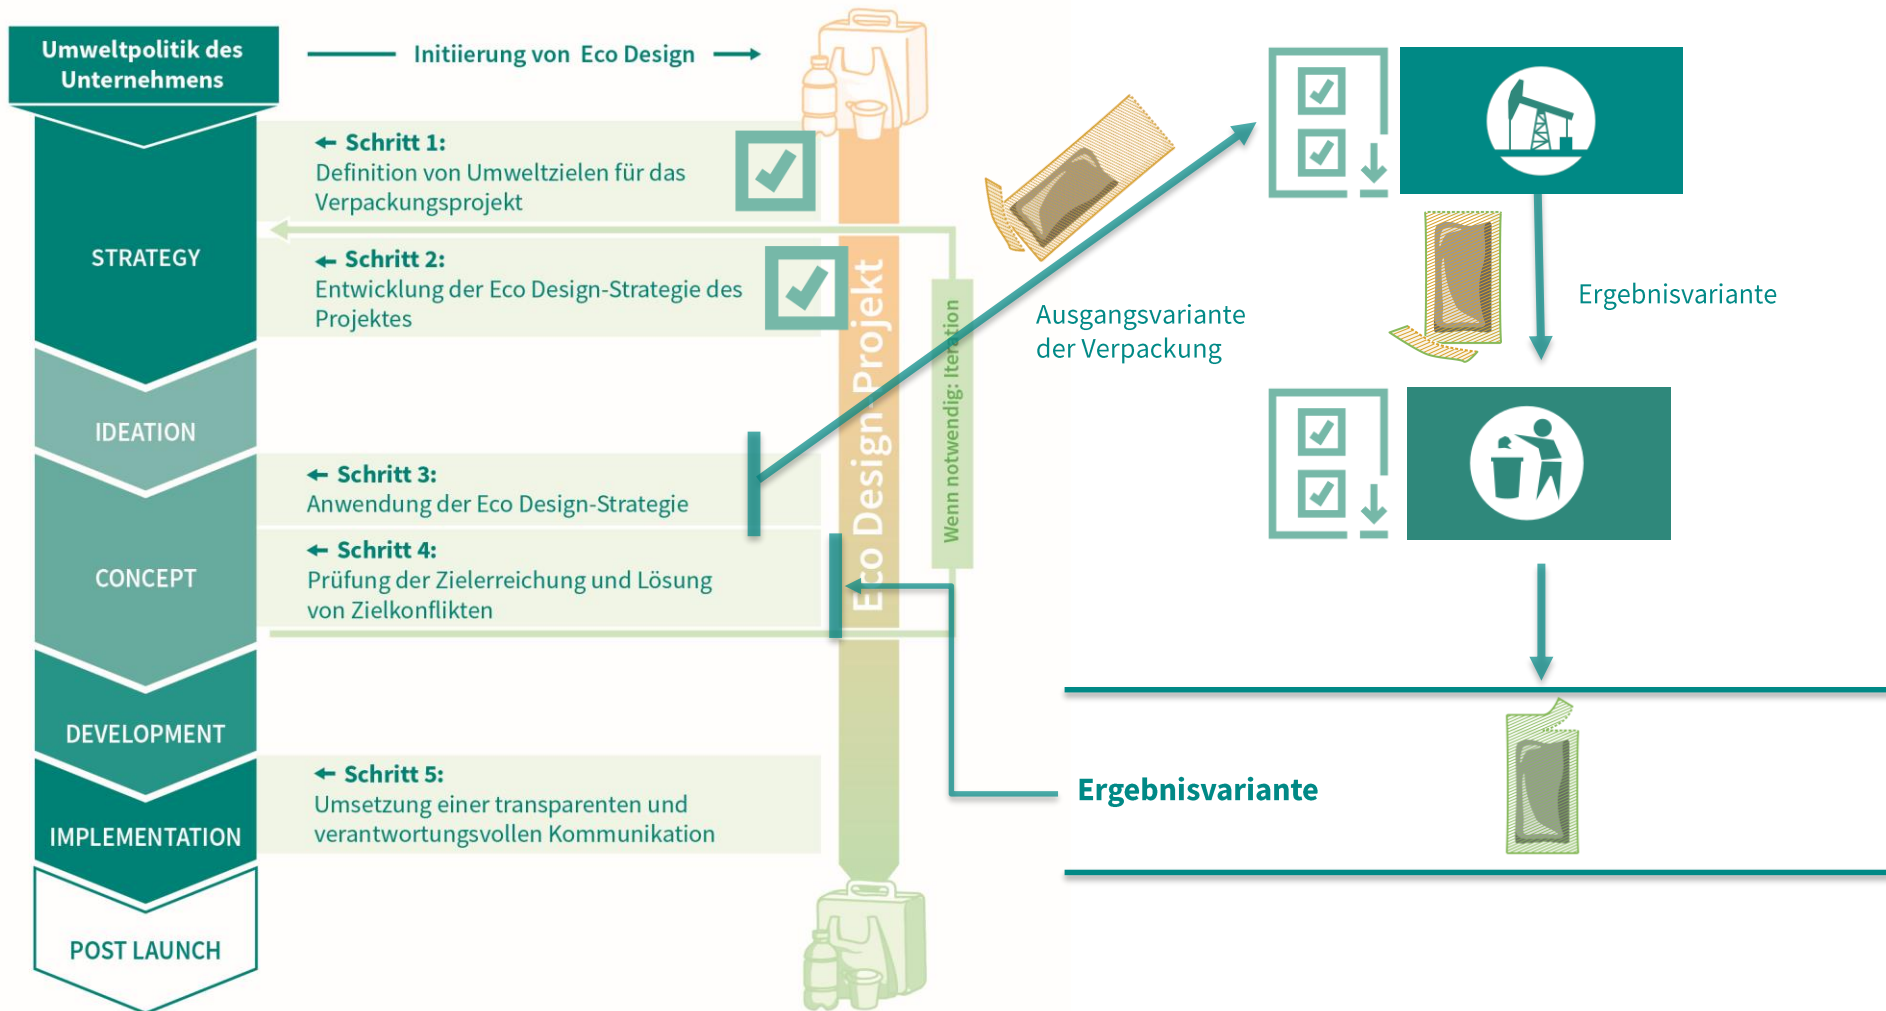 Umweltpolitik des
Unternehmens
Initiierung von Eco Design
STRATEGY
IDEATION
CONCEPT
DEVELOPMENT
IMPLEMENTATION
POST LAUNCH
← Schritt 1:
Definition von Umweltzielen für das
Verpackungsprojekt
← Schritt 2:
Entwicklung der Eco Design-Strategie des
Projektes
← Schritt 3:
Anwendung der Eco Design-Strategie
← Schritt 4:
Prüfung der Zielerreichung und Lösung
von Zielkonflikten
← Schritt 5:
Umsetzung einer transparenten und
verantwortungsvollen Kommunikation
Eco Design-Projekt
Wenn notwendig: Iteration
Ausgangsvariante
der Verpackung
Ergebnisvariante
Ergebnisvariante